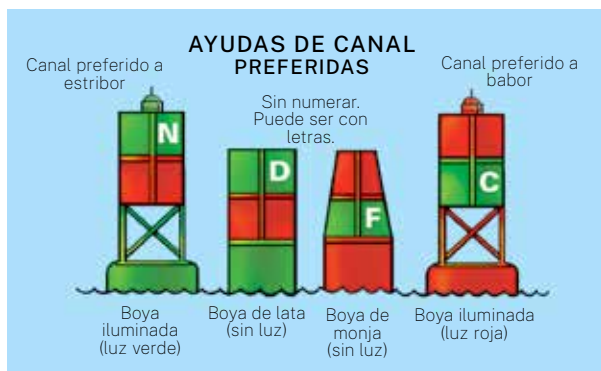 AYUDAS DE CANAL
PREFERIDAS
Canal preferido a
estribor
Sin numerar.
Puede ser con
letras.
Canal preferido a
babor
N
D
F
C
Boya
iluminada
(luz verde)
Boya de lata
(sin luz)
Boya de
monja
(sin luz)
Boya iluminada
(luz roja)